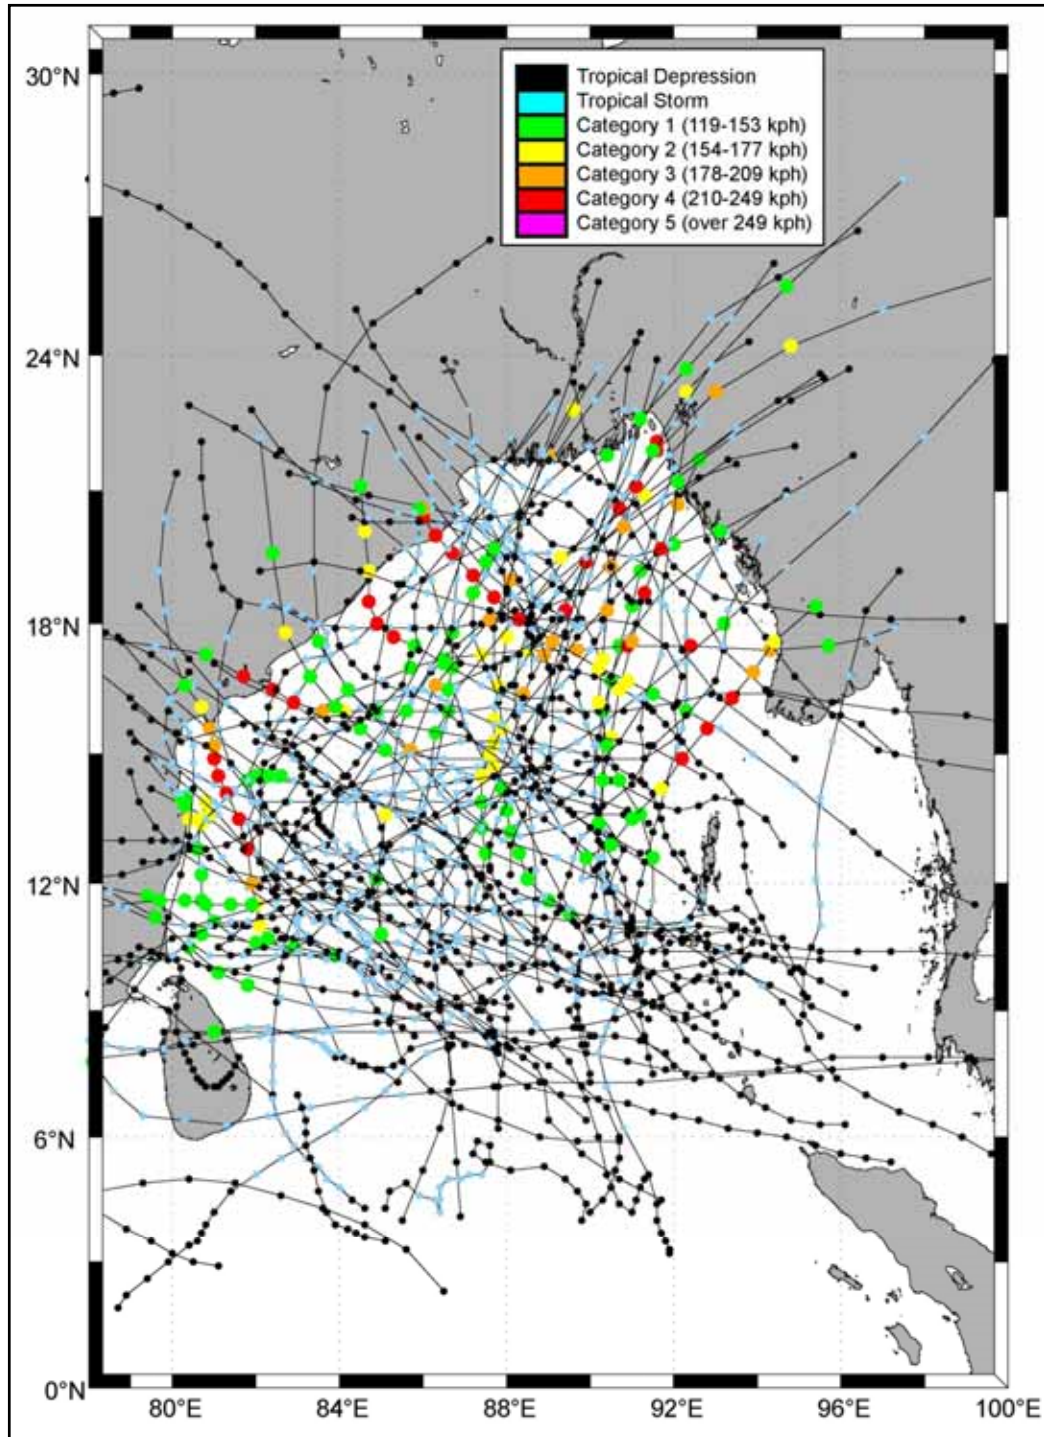 30°N
Tropical Depression
Tropical Storm
Category 1 (119-153 kph)
Category 2 (154-177 kph)
Category 3 (178-209 kph)
Category 4 (210-249 kph)
Category 5 (over 249 kph)
24°N
18°N
12°N
6°N
0°N
80°E 84°E 88°E 92°E 96°E 100°E